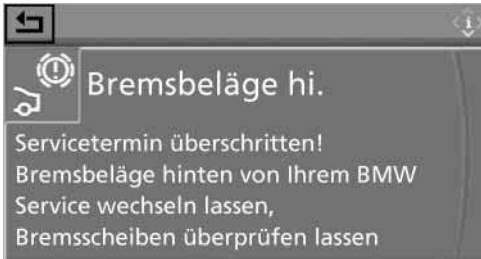 Bremsbeläge hi.
Servicetermin überschritten!
Bremsbeläge hinten von Ihrem BMW
Service wechseln lassen,
Bremsscheiben überprüfen lassen